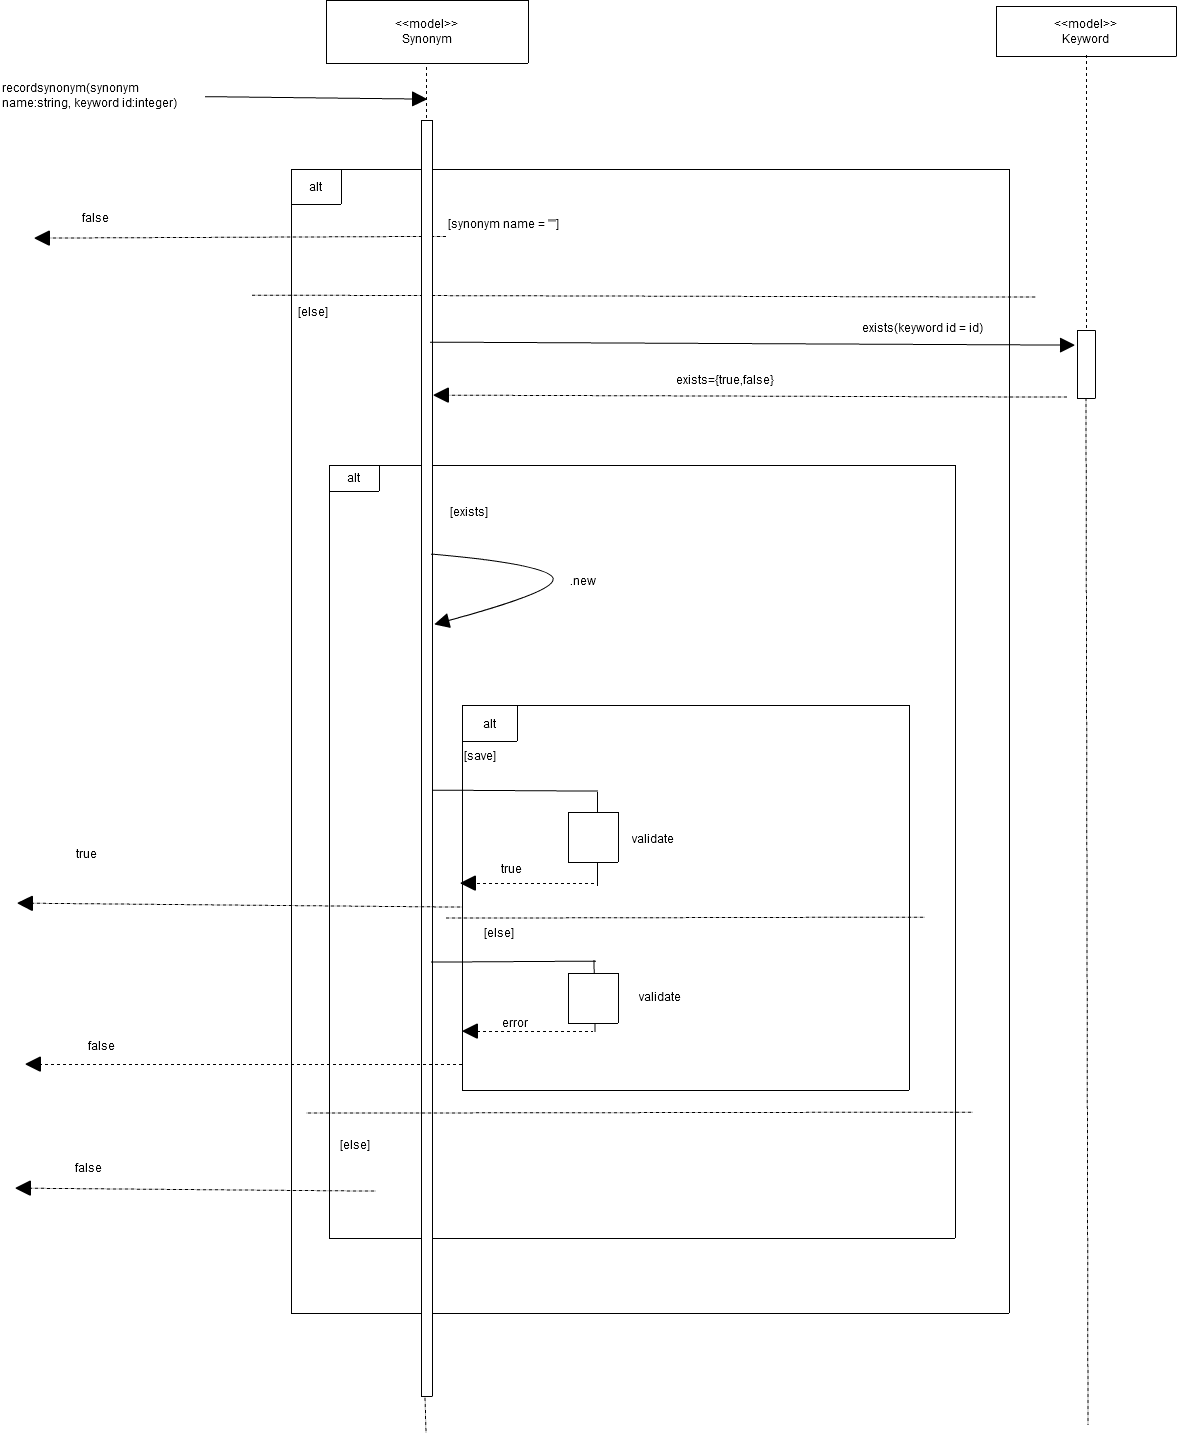 <<model>>
Synonym
<<model>>
Keyword
recordsynonym(synonym
name:string, keyword id:integer)
alt
false
[synonym name = ""]
[else]
exists(keyword id = id)
exists={true,false}
alt
[exists]
.new
alt
[save]
validate
true
true
[else]
validate
error
false
[else]
false